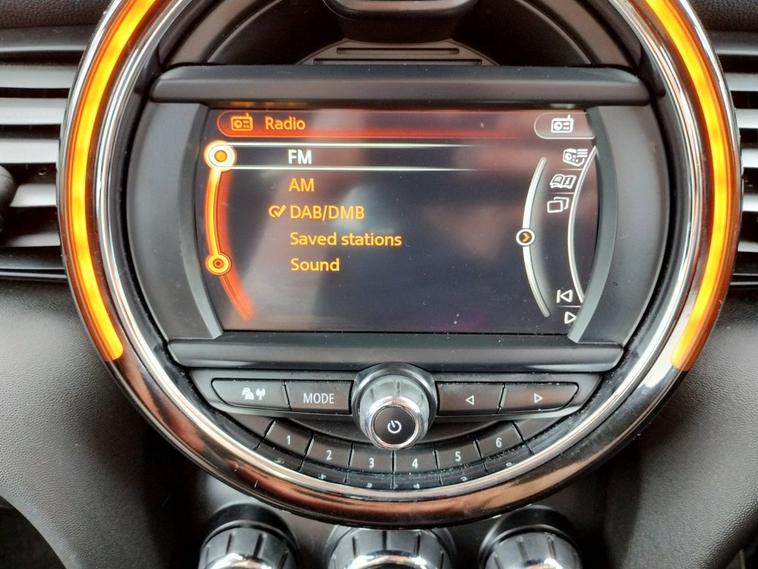 Radio
FM
AM
DAB/DMB
Saved stations
Sound
MODE
1 2 3 4 5 6